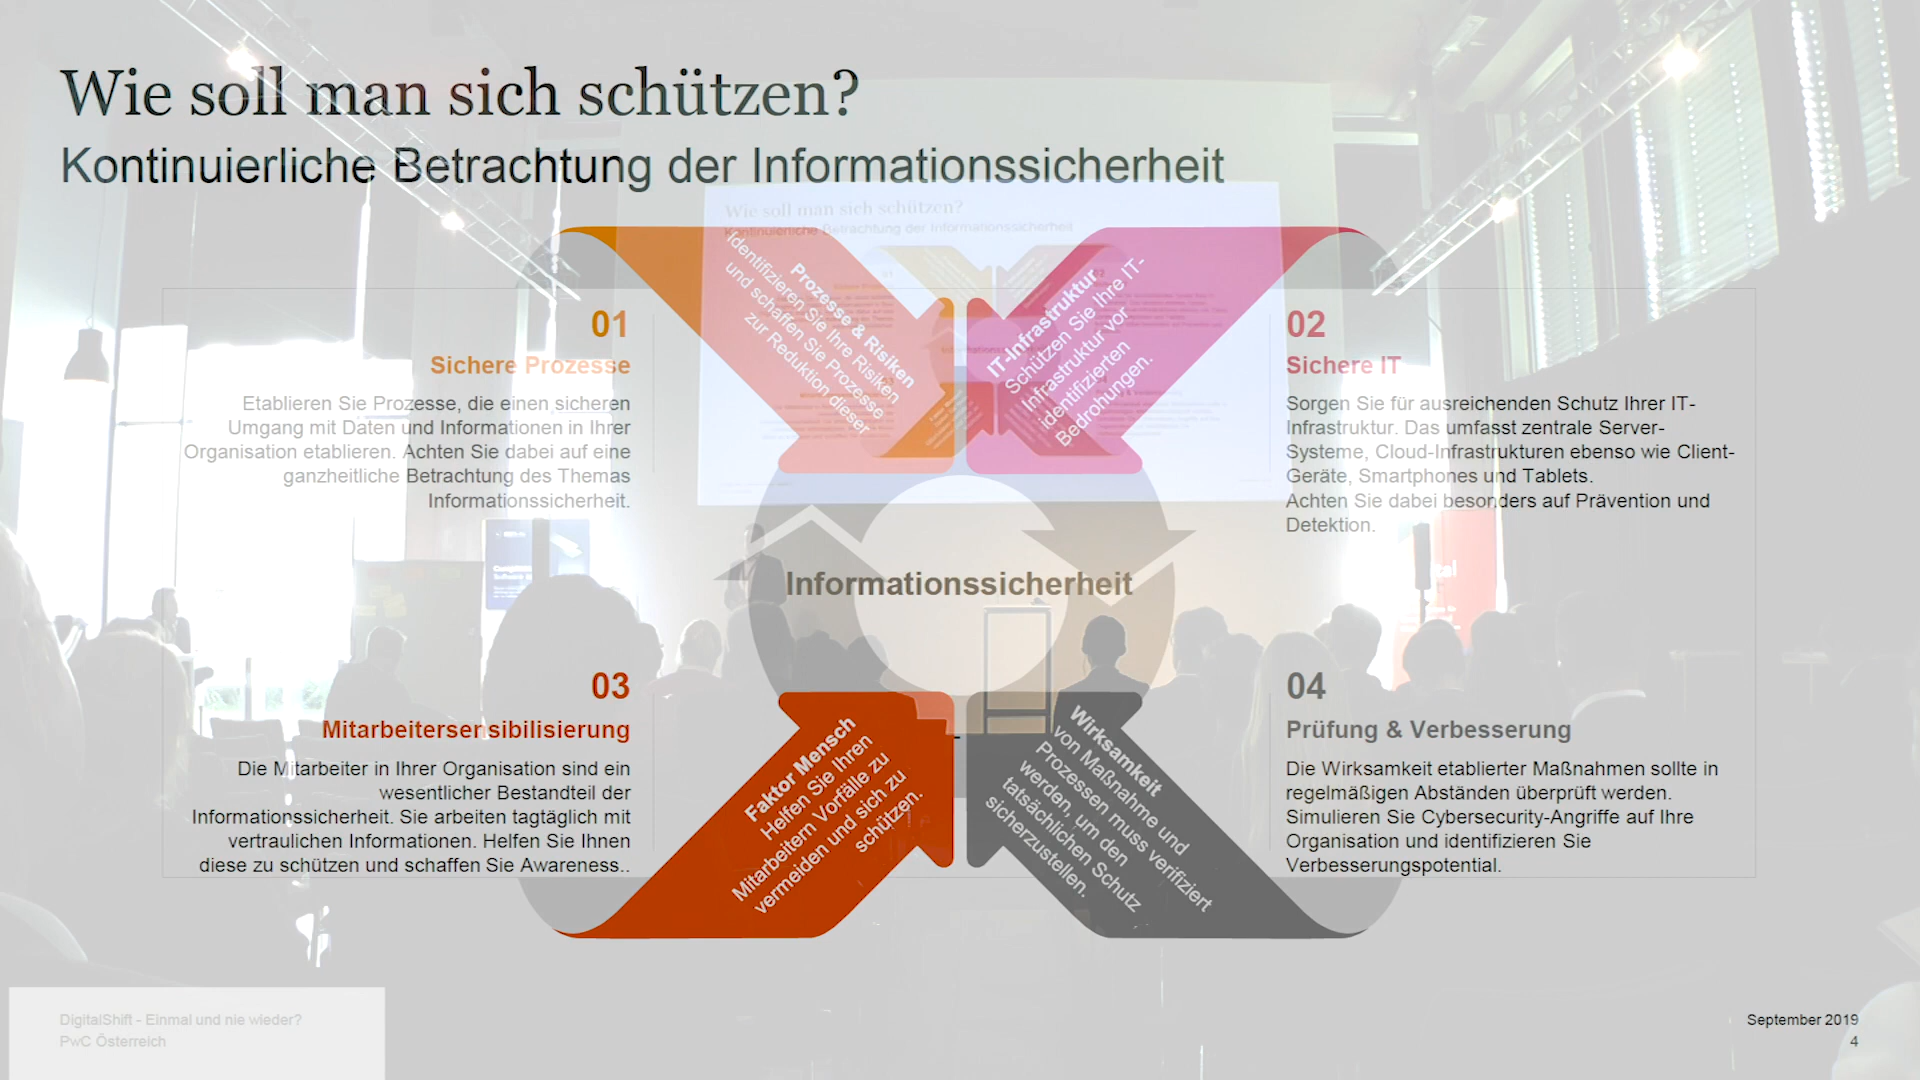 Wie soll man sich schützen?
Kontinuierliche Betrachtung der Informationssicherheit
Wie soll man sich schützen?
Kontinuierliche Betrachtung der Informationssicherheit
Prozesse & Risiken
Identifizieren Sie Ihre Risiken
und schaffen Sie Prozesse
zur Reduktion dieser
IT-Infrastruktur
Schützen Sie Ihre IT-
Infrastruktur vor
identifizierten
Bedrohungen.
01
Sichere Prozesse
Etablieren Sie Prozesse, die einen sicheren
Umgang mit Daten und Informationen in Ihrer
Organisation etablieren. Achten Sie dabei auf eine
ganzheitliche Betrachtung des Themas
Informationssicherheit.
02
Sichere IT
Sorgen Sie für ausreichenden Schutz Ihrer IT-
Infrastruktur. Das umfasst zentrale Server-
Systeme, Cloud-Infrastrukturen ebenso wie Client-
Geräte, Smartphones und Tablets.
Achten Sie dabei besonders auf Prävention und
Detektion.
Informationssicherheit
03
Mitarbeitersensibilisierung
Die Mitarbeiter in Ihrer Organisation sind ein
wesentlicher Bestandteil der
Informationssicherheit. Sie arbeiten tagtäglich mit
vertraulichen Informationen. Helfen Sie Ihnen
diese zu schützen und schaffen Sie Awareness..
Faktor Mensch
Helfen Sie Ihren
Mitarbeitern Vorfälle zu
vermeiden und sich zu
schützen.
Wirksamkeit
von Maßnahme und
Prozessen muss verifiziert
werden, um den
tatsächlichen Schutz
sicherzustellen.
04
Prüfung & Verbesserung
Die Wirksamkeit etablierter Maßnahmen sollte in
regelmäßigen Abständen überprüft werden.
Simulieren Sie Cybersecurity-Angriffe auf Ihre
Organisation und identifizieren Sie
Verbesserungspotential.
DigitalShift - Einmal und nie wieder?
PwC Österreich
September 2019
4